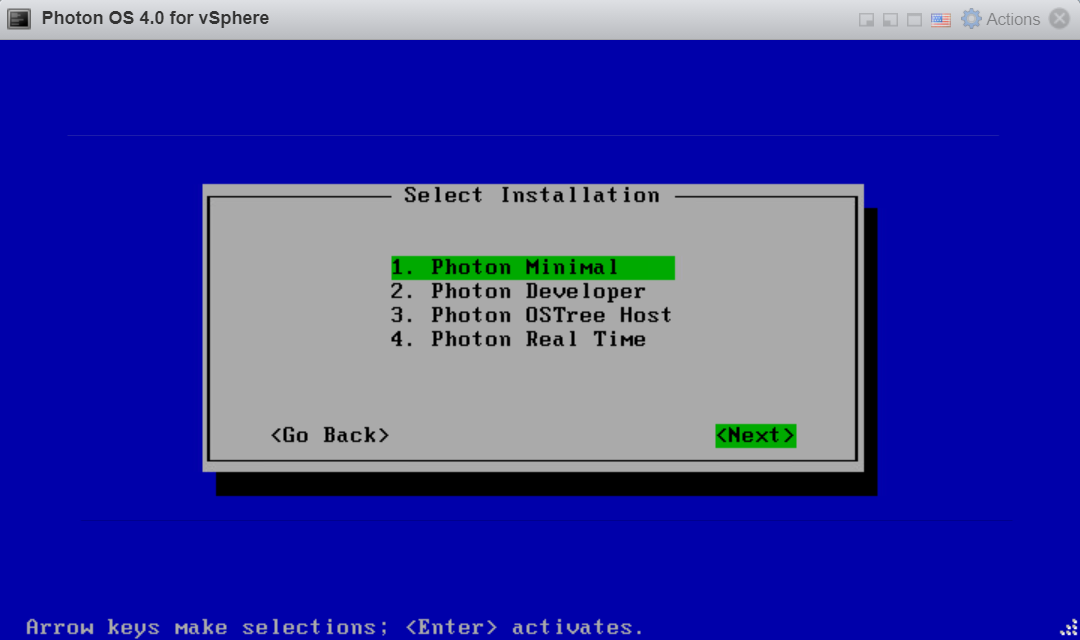 Photon OS 4.0 for vSphere
Actions
Select Installation
1. Photon Minimal
2. Photon Developer
3. Photon OSTree Host
4. Photon Real Time
<Go Back>
<Next>
Arrow keys make selections; <Enter> activates.